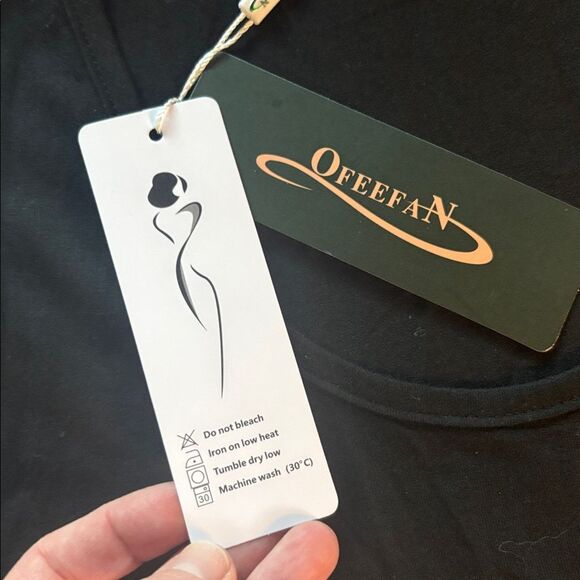 OFEEFAN
Do not bleach
Iron on low heat
Tumble dry low
Machine wash (30°C)
30